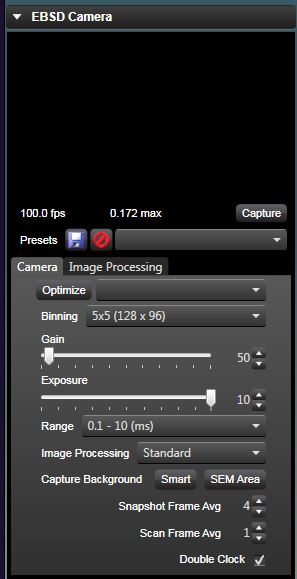 EBSD Camera
100.0 fps 0.172 max Capture
Presets
Camera Image Processing
Optimize
Binning 5x5 (128 x 96)
Gain
50
Exposure
10
Range 0.1 - 10 (ms)
Image Processing Standard
Capture Background Smart SEM Area
Snapshot Frame Avg 4
Scan Frame Avg 1
Double Clock